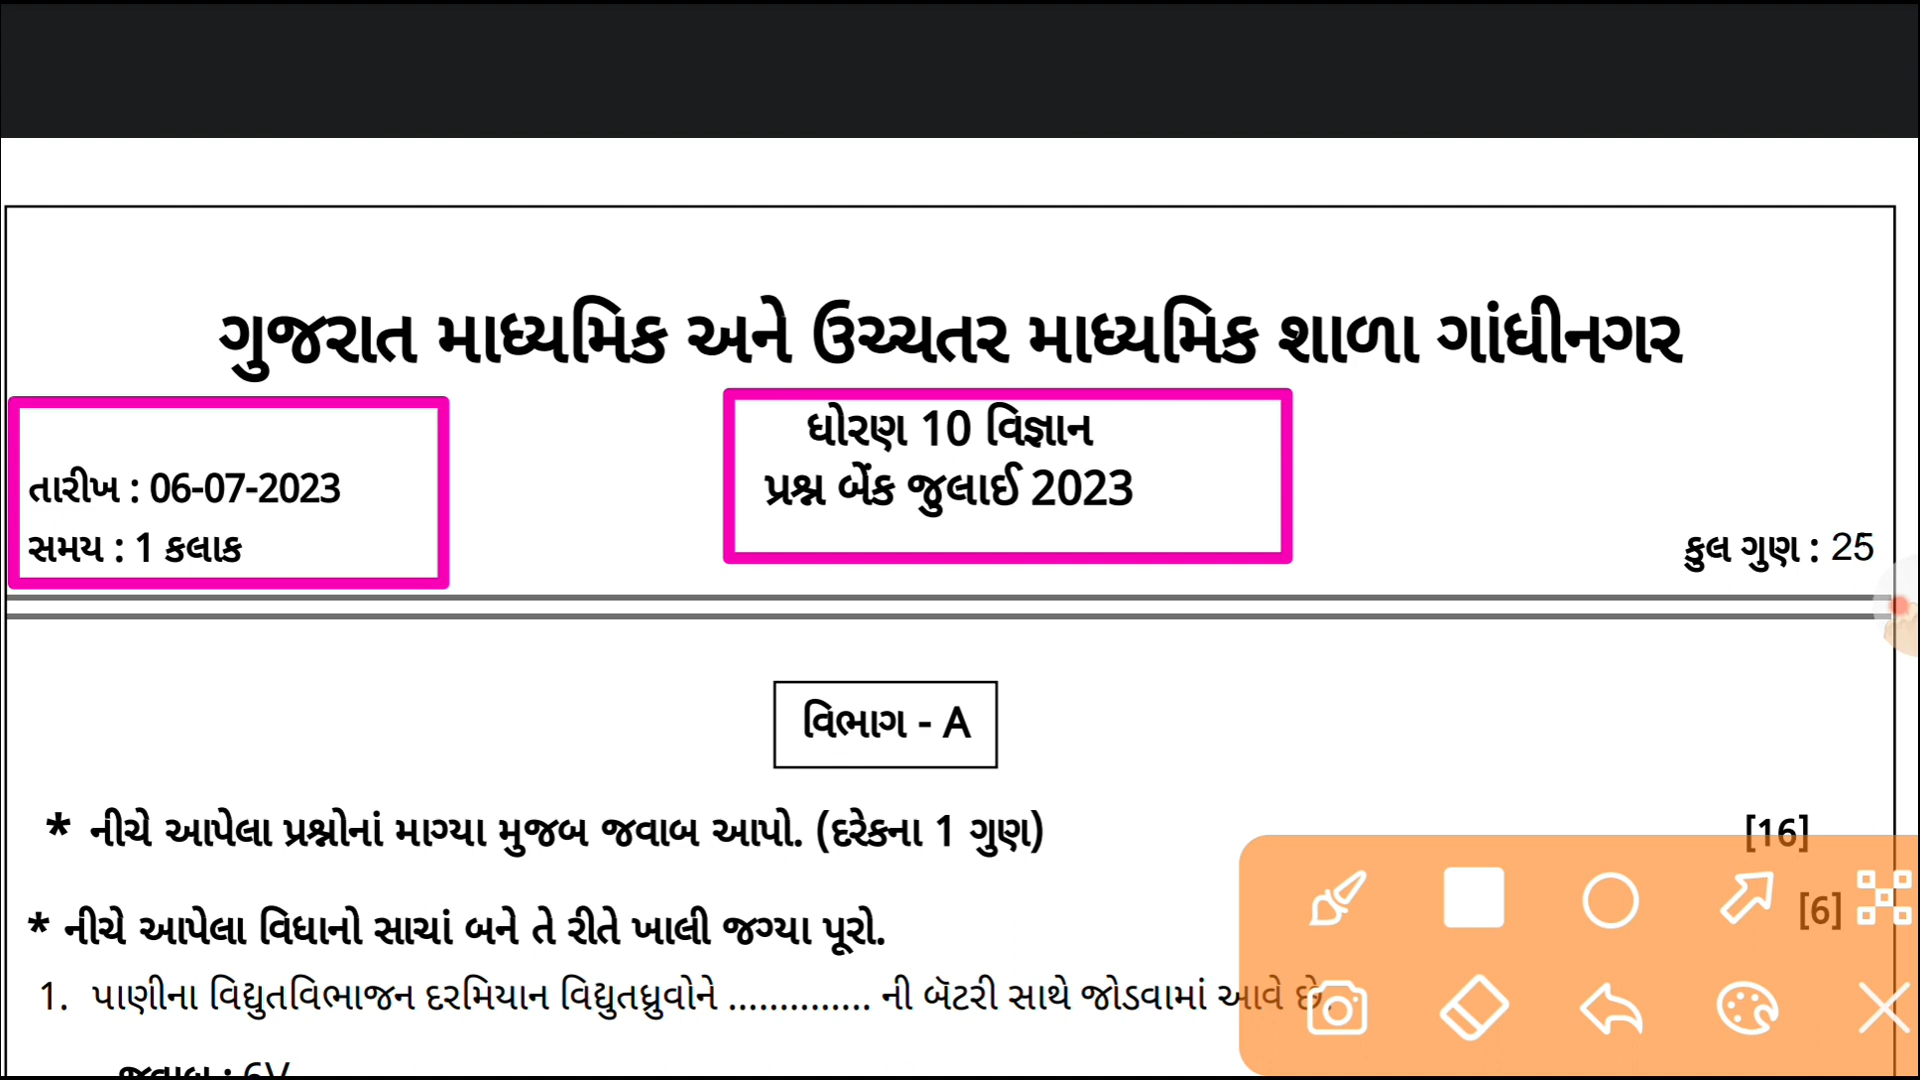 ગુજરાત માધ્યમિક અને ઉચ્ચતર માધ્યમિક શાળા ગાંધીનગર
ધોરણ 10 વિજ્ઞાન
તારીખ : 06-07-2023
પ્રશ્ન બેંક જુલાઈ 2023
સમય : 1 કલાક
કુલ ગુણ : 25
વિભાગ - A
* નીચે આપેલા પ્રશ્નોનાં માગ્યા મુજબ જવાબ આપો. (દરેકના 1 ગુણ) [16]
* નીચે આપેલા વિધાનો સાચાં બને તે રીતે ખાલી જગ્યા પૂરો. [6]
1. પાણીના વિદ્યુતવિભાજન દરમિયાન વિદ્યુતધ્રુવોને .............. ની બૅટરી સાથે જોડવામાં આવે છે.
જવાબ : 6V